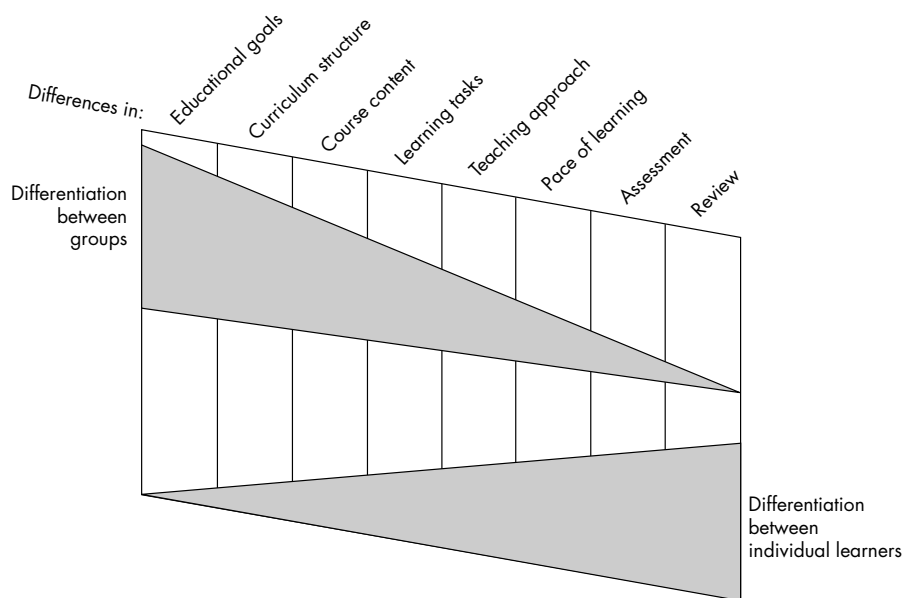 Differences in:
Educational goals
Curriculum structure
Course content
Learning tasks
Teaching approach
Pace of learning
Assessment
Review
Differentiation
between
groups
Differentiation
between
individual learners